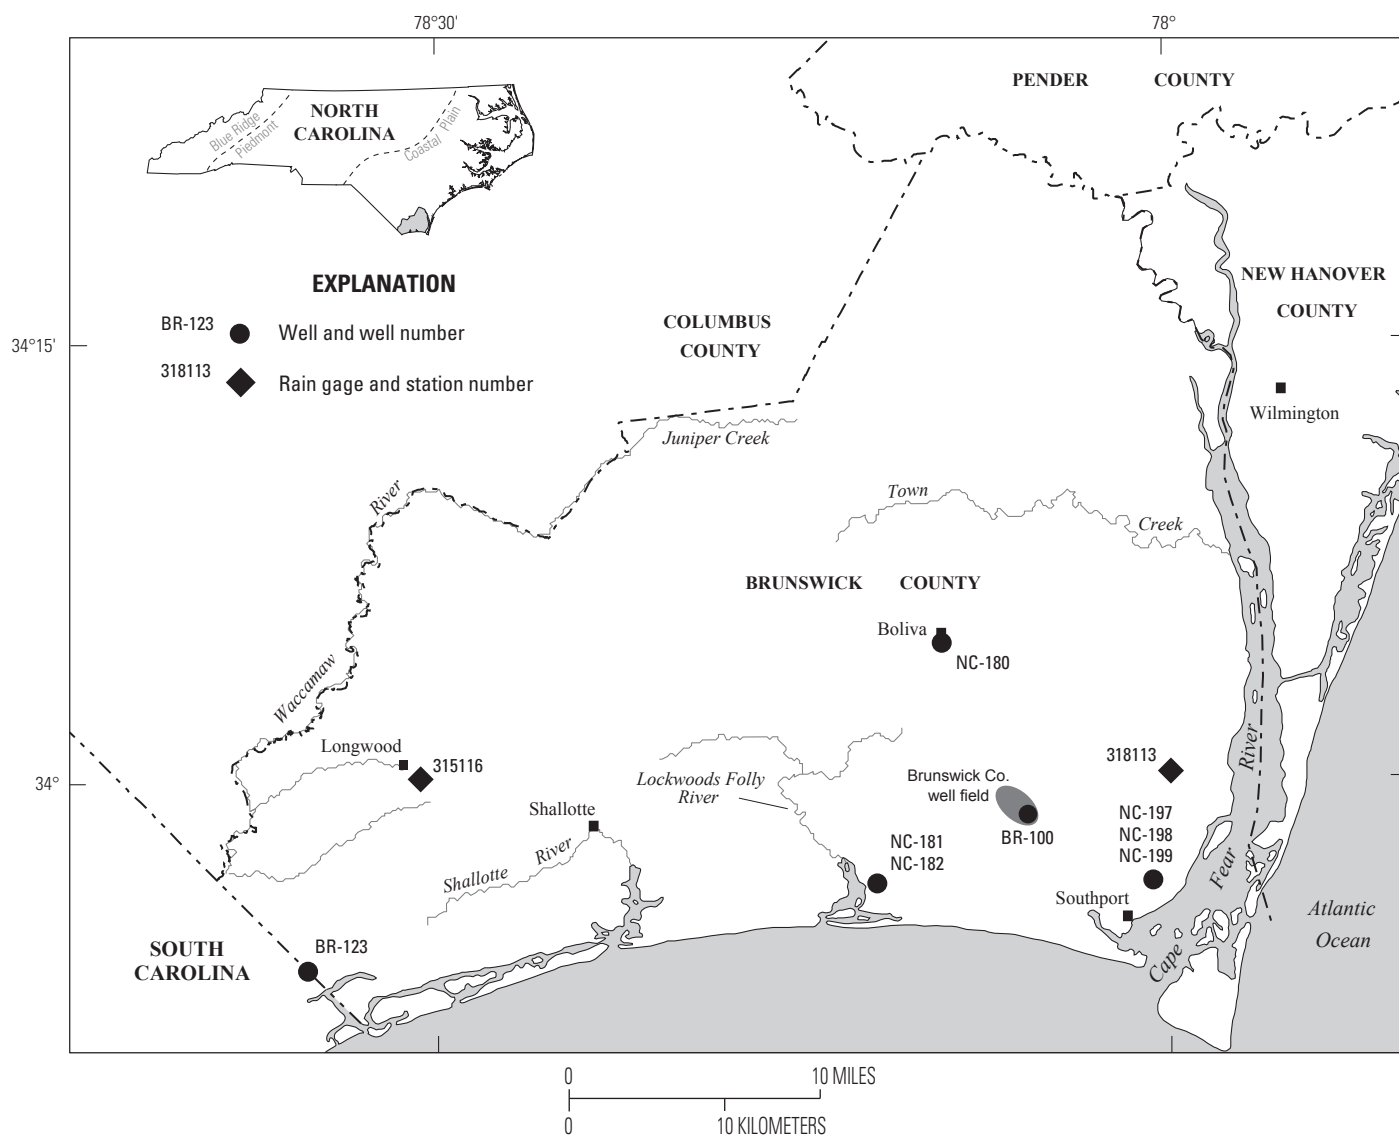 78°30'
78°
PENDER COUNTY
NORTH
CAROLINA
Blue Ridge
Piedmont
Coastal Plain
NEW HANOVER
COUNTY
EXPLANATION
BR-123
Well and well number
318113
Rain gage and station number
COLUMBUS
COUNTY
34°15'
Wilmington
Juniper Creek
River
Town
Creek
BRUNSWICK COUNTY
Boliva
NC-180
Waccamaw
Longwood
315116
Lockwoods Folly
River
318113
River
Brunswick Co.
well field
34°
Shallotte
BR-100
NC-197
NC-198
NC-199
NC-181
NC-182
Shallotte River
Fear
Southport
Atlantic
Ocean
SOUTH
CAROLINA
BR-123
Cape
0 10 MILES
0 10 KILOMETERS